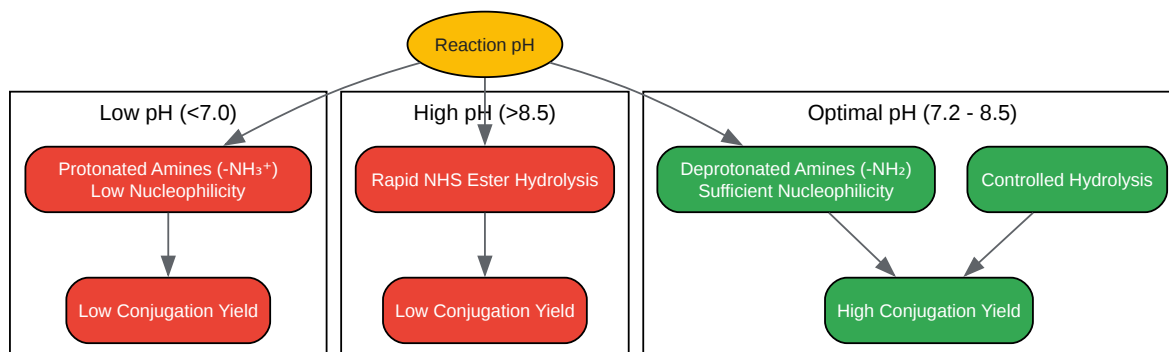 Reaction pH
Low pH (<7.0)
Protonated Amines (-NH₃⁺)
Low Nucleophilicity
Low Conjugation Yield
High pH (>8.5)
Rapid NHS Ester Hydrolysis
Low Conjugation Yield
Optimal pH (7.2 - 8.5)
Deprotonated Amines (-NH₂)
Sufficient Nucleophilicity
Controlled Hydrolysis
High Conjugation Yield